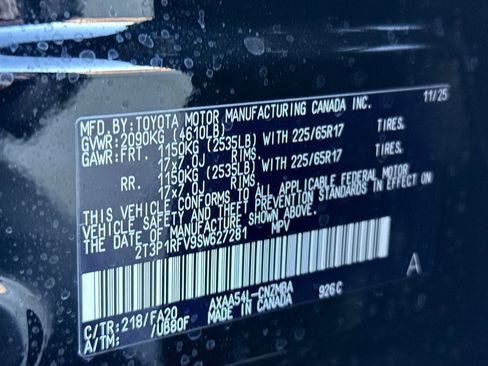 MFD.BY:TOYOTA MOTOR MANUFACTURING CANADA INC. 11/25
GVWR:2090KG (4610LB)
GAWR:FRT. 1150KG (2535LB) WITH 225/65R17 TIRES,
17x7.0J RIMS,
RR. 1150KG (2535LB) WITH 225/65R17 TIRES,
17x7.0J RIMS.
THIS VEHICLE CONFORMS TO ALL APPLICABLE FEDERAL MOTOR
VEHICLE SAFETY AND THEFT PREVENTION STANDARDS IN EFFECT ON
THE DATE OF MANUFACTURE SHOWN ABOVE.
2T3P1RFV9SW627281 MPV
A
C/TR:218/FA20 AXAA54L-CNZMBA 926C
A/TM: /UB80F MADE IN CANADA